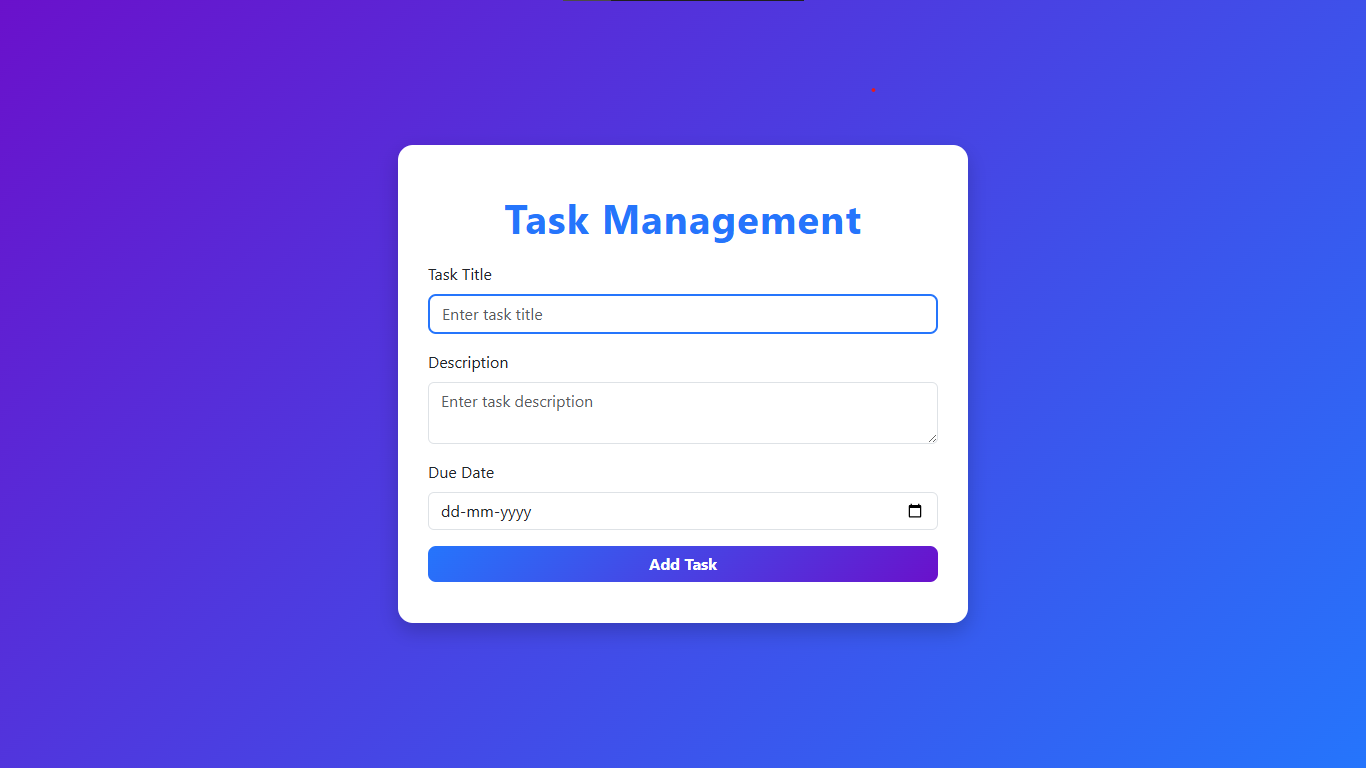 Task Management
Task Title
Enter task title
Description
Enter task description
Due Date
dd-mm-yyyy
Add Task